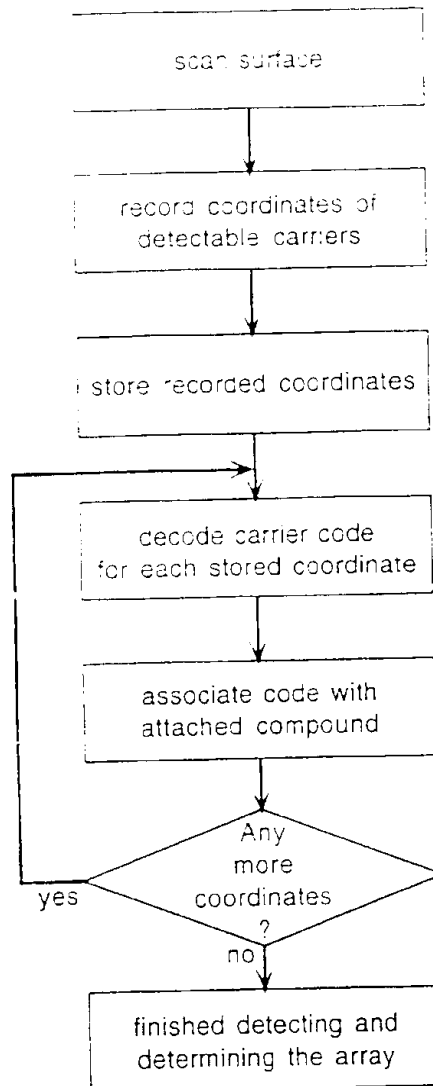 scan surface
record coordinates of
detectable carriers
store recorded coordinates
decode carrier code
for each stored coordinate
associate code with
attached compound
Any
more
coordinates
?
yes
no
finished detecting and
determining the array